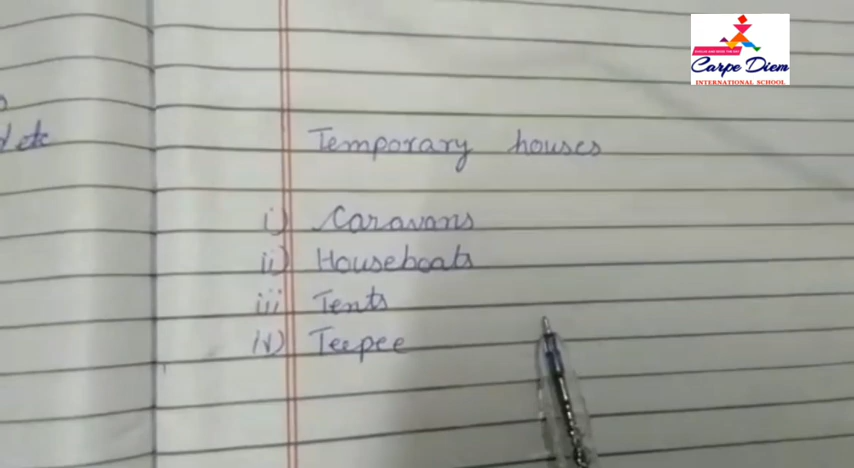 Carpe Diem
INTERNATIONAL SCHOOL
etc
Temporary houses
i) Caravans
ii) Houseboats
iii Tents
iv) Teepee